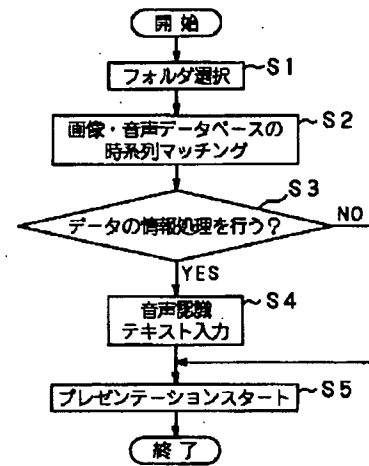 開始
フォルダ選択
S1
画像・音声データベースの
時系列マッチング
S2
S3
データの情報処理を行う?
NO
YES
音声認識
テキスト入力
S4
プレゼンテーションスタート
S5
終了